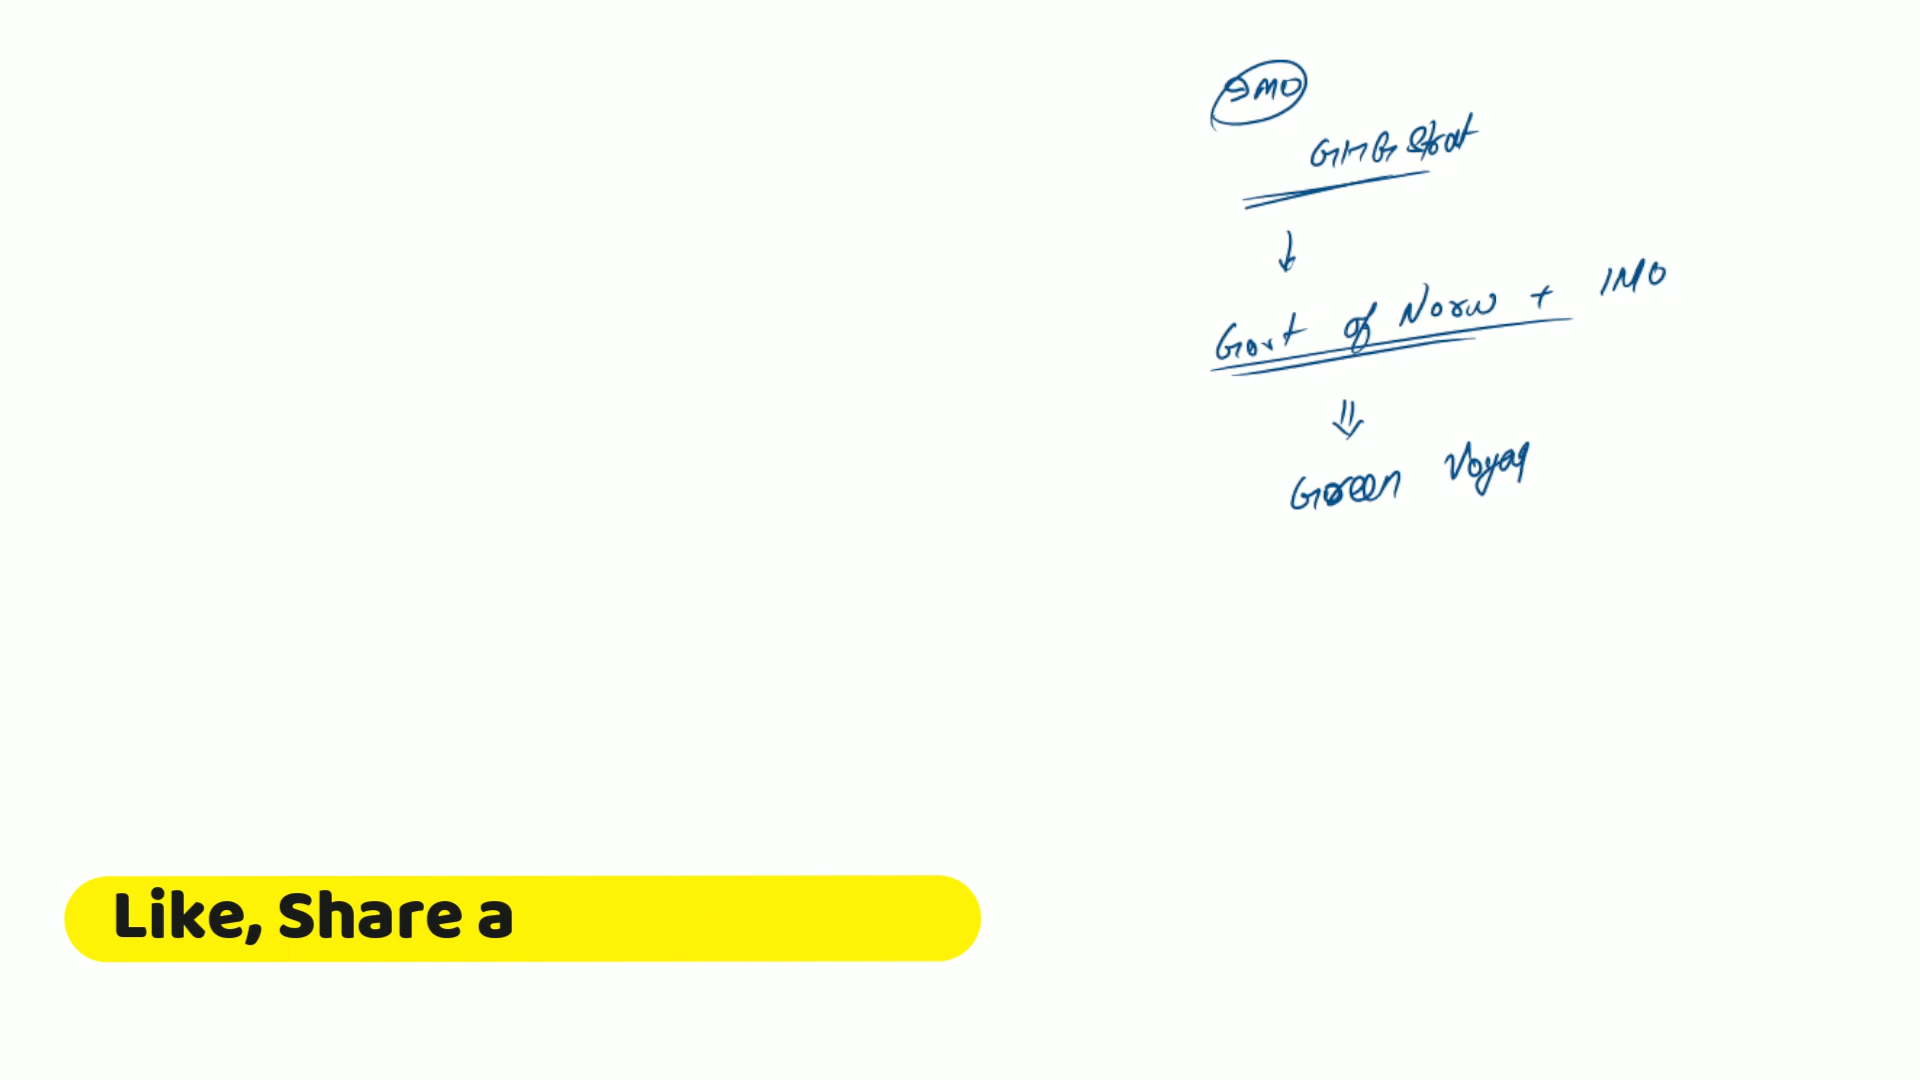 IMO
GHG Strat
↓
Govt of Norw + IMO
⇓
Green Voyag
Like, Share a